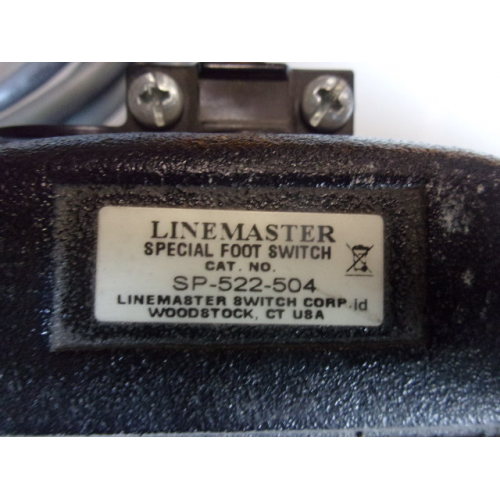 LINEMASTER
SPECIAL FOOT SWITCH
CAT. NO.
SP-522-504
LINEMASTER SWITCH CORP.id
WOODSTOCK, CT USA